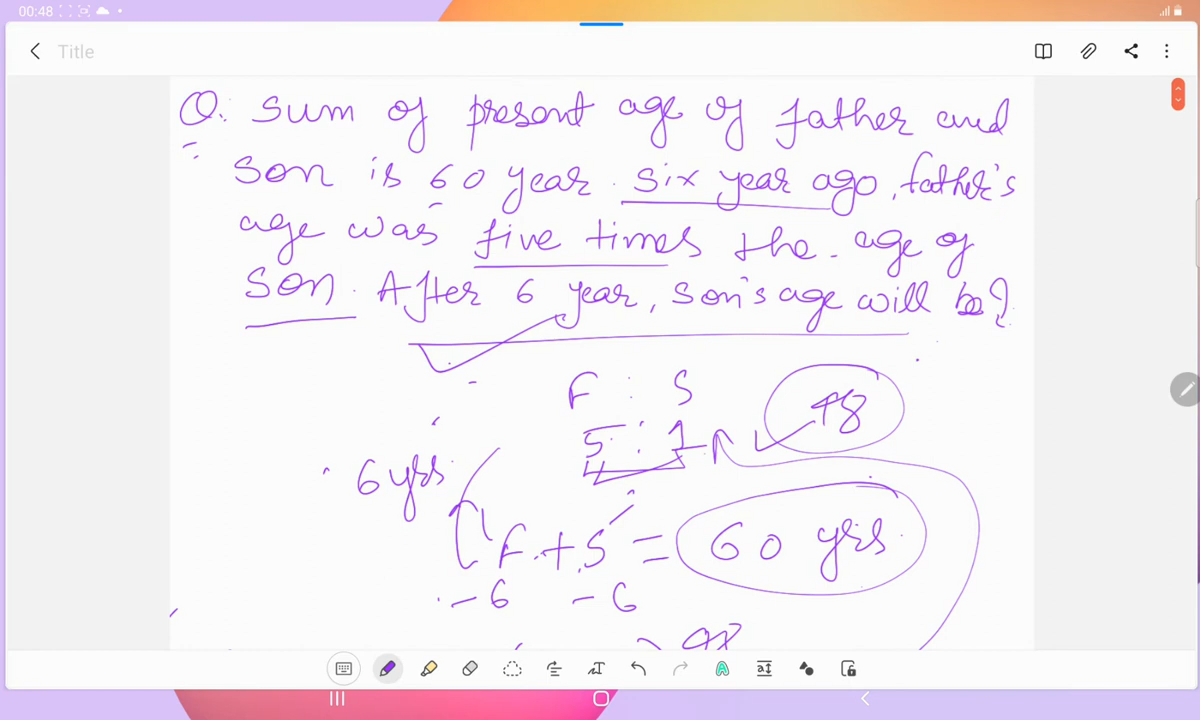 00:48
Title
Q. Sum of present age of father and
son is 60 year. six year ago, father's
age was five times the age of
son. After 6 year, son's age will be?
F : S
5 : 1
48
6 yrs
F + S = 60 yrs
- 6 - 6